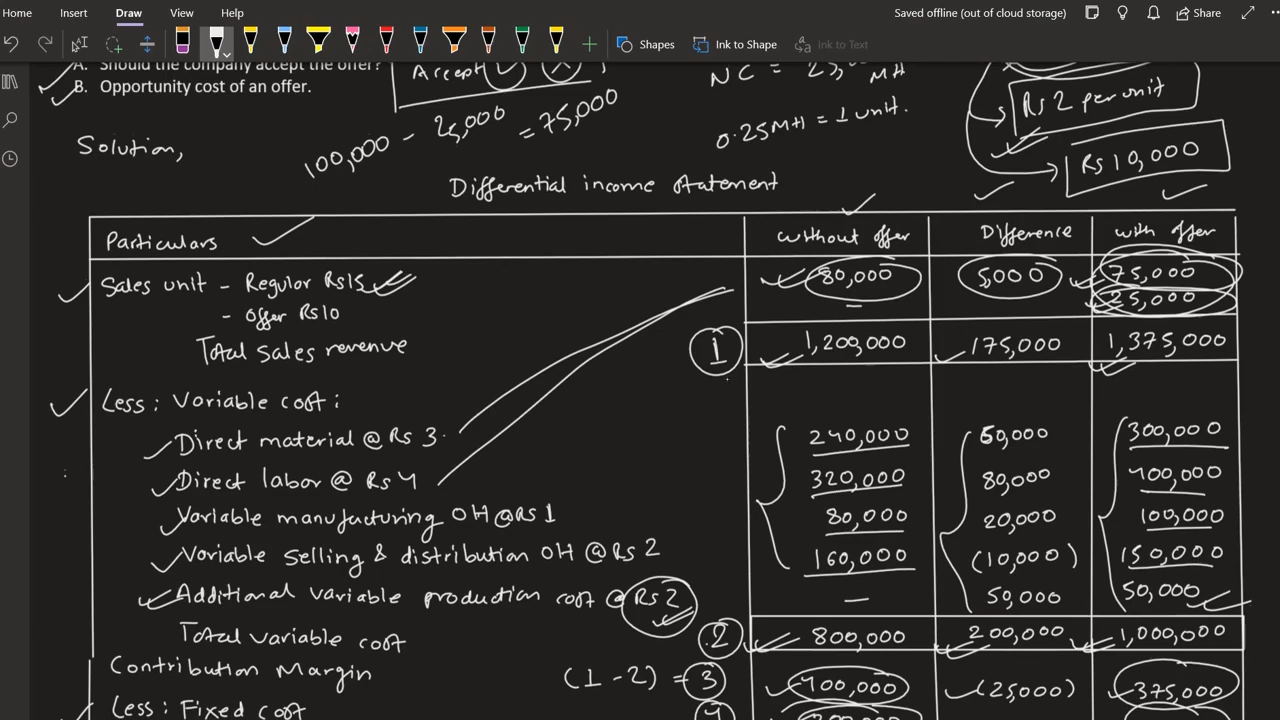 Home Insert Draw View Help Saved offline (out of cloud storage) Share
Shapes Ink to Shape Ink to Text
A. Should the company accept the offer? Accept
B. Opportunity cost of an offer.
NC = MH
Rs 2 per unit
100,000 - 25,000 = 75,000
0.25MH = 1 unit.
Solution,
Rs 10,000
Differential income statement
Particulars without offer Difference with offer
Sales unit - Regular Rs15 80,000 5,000 75,000
- Offer Rs10 — 25,000
Total sales revenue 1 1,200,000 175,000 1,375,000
Less: Variable cost:
Direct material @ Rs 3 240,000 60,000 300,000
Direct labor @ Rs 4 320,000 80,000 400,000
Variable manufacturing OH @Rs 1 80,000 20,000 100,000
Variable selling & distribution OH @ Rs 2 160,000 (10,000) 150,000
Additional variable production cost @ Rs 2 — 50,000 50,000
Total variable cost 2 800,000 200,000 1,000,000
Contribution Margin (1-2) = 3 400,000 (25,000) 375,000
Less: Fixed cost 4